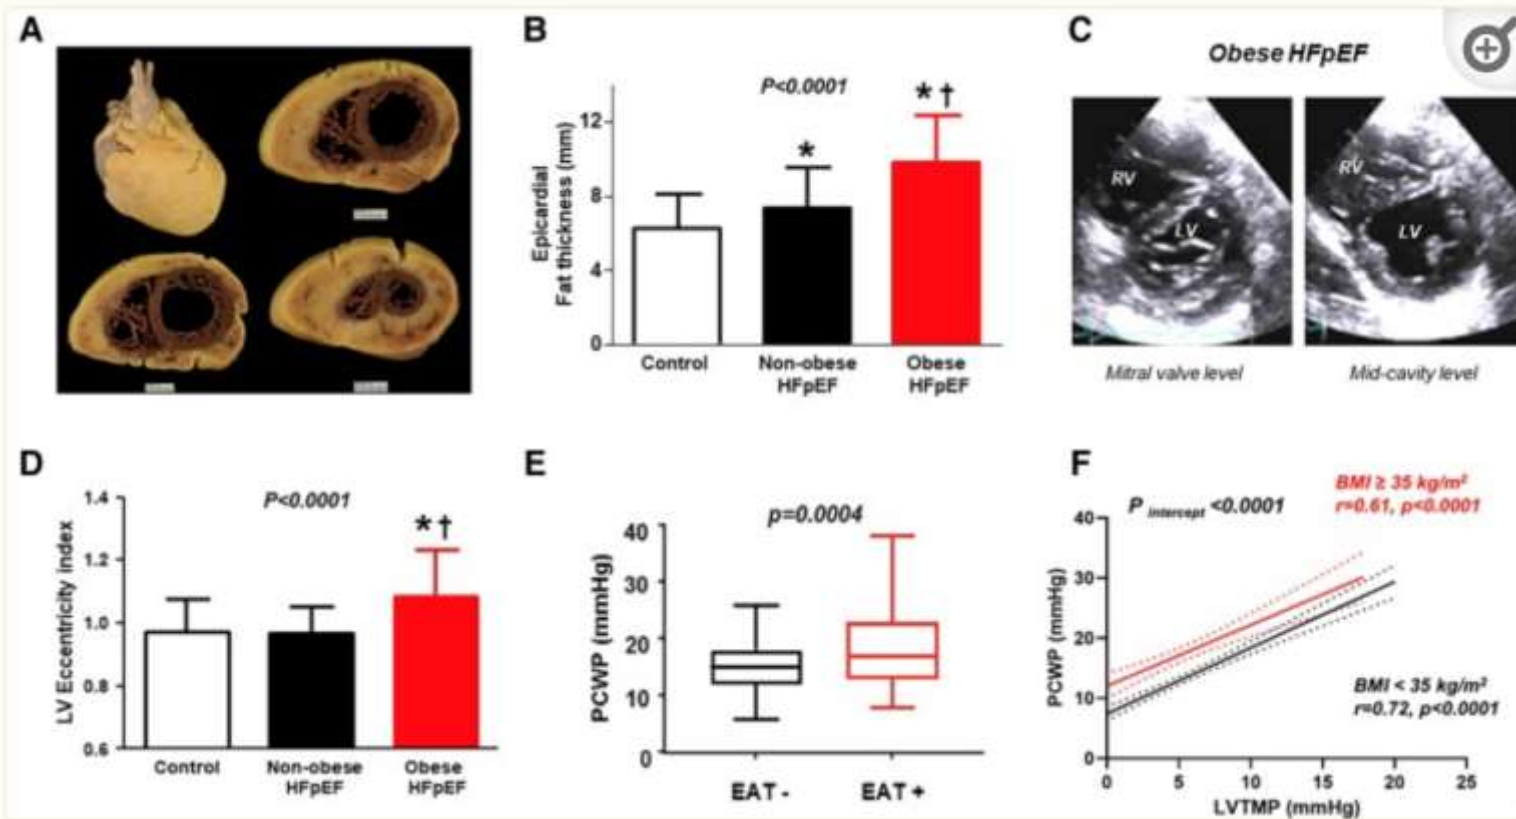 A
B
P<0.0001
*
*†
Epicardial
Fat thickness (mm)
12
8
4
0
Control
Non-obese
HFpEF
Obese
HFpEF
C
Obese HFpEF
RV
LV
RV
LV
Mitral valve level
Mid-cavity level
D
P<0.0001
*†
LV Eccentricity index
1.4
1.2
1.0
0.8
0.6
Control
Non-obese
HFpEF
Obese
HFpEF
E
p=0.0004
PCWP (mmHg)
40
30
20
10
0
EAT -
EAT +
F
P intercept <0.0001
BMI ≥ 35 kg/m²
r=0.61, p<0.0001
PCWP (mmHg)
40
30
20
10
0
BMI < 35 kg/m²
r=0.72, p<0.0001
0
5
10
15
20
25
LVTMP (mmHg)